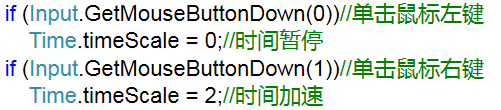 if (Input.GetMouseButtonDown(0))//单击鼠标左键
    Time.timeScale = 0;//时间暂停
if (Input.GetMouseButtonDown(1))//单击鼠标右键
    Time.timeScale = 2;//时间加速